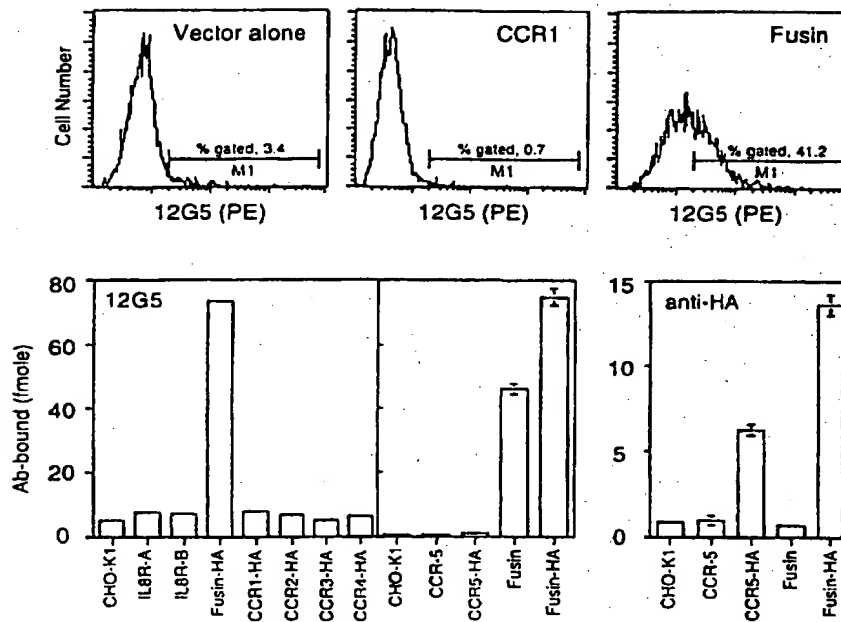 Vector alone
CCR1
Fusin
Cell Number
% gated, 3.4
M1
% gated, 0.7
M1
% gated, 41.2
M1
12G5 (PE)
12G5 (PE)
12G5 (PE)
80
60
40
20
0
12G5
Ab-bound (fmole)
CHO-K1
IL8R-A
IL8R-B
Fusin-HA
CCR1-HA
CCR2-HA
CCR3-HA
CCR4-HA
CHO-K1
CCR-5
CCR5-HA
Fusin
Fusin-HA
15
10
5
0
anti-HA
CHO-K1
CCR-5
CCR5-HA
Fusin
Fusin-HA